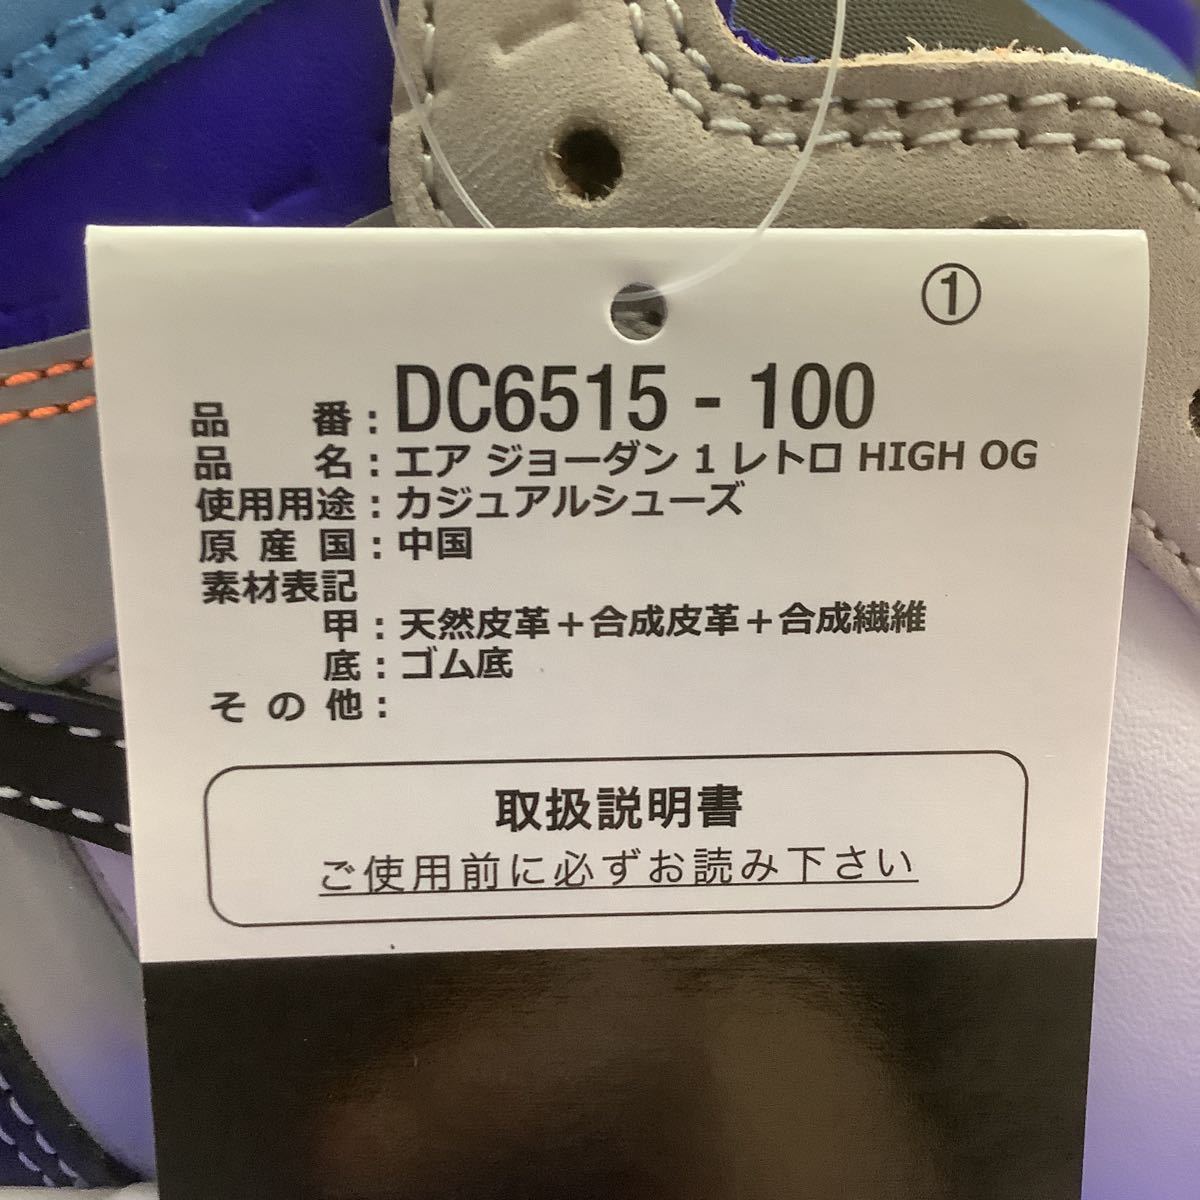 ①
品番：DC6515 - 100
品名：エア ジョーダン 1 レトロ HIGH OG
使用用途：カジュアルシューズ
原産国：中国
素材表記
甲：天然皮革＋合成皮革＋合成繊維
底：ゴム底
その他：
取扱説明書
ご使用前に必ずお読み下さい